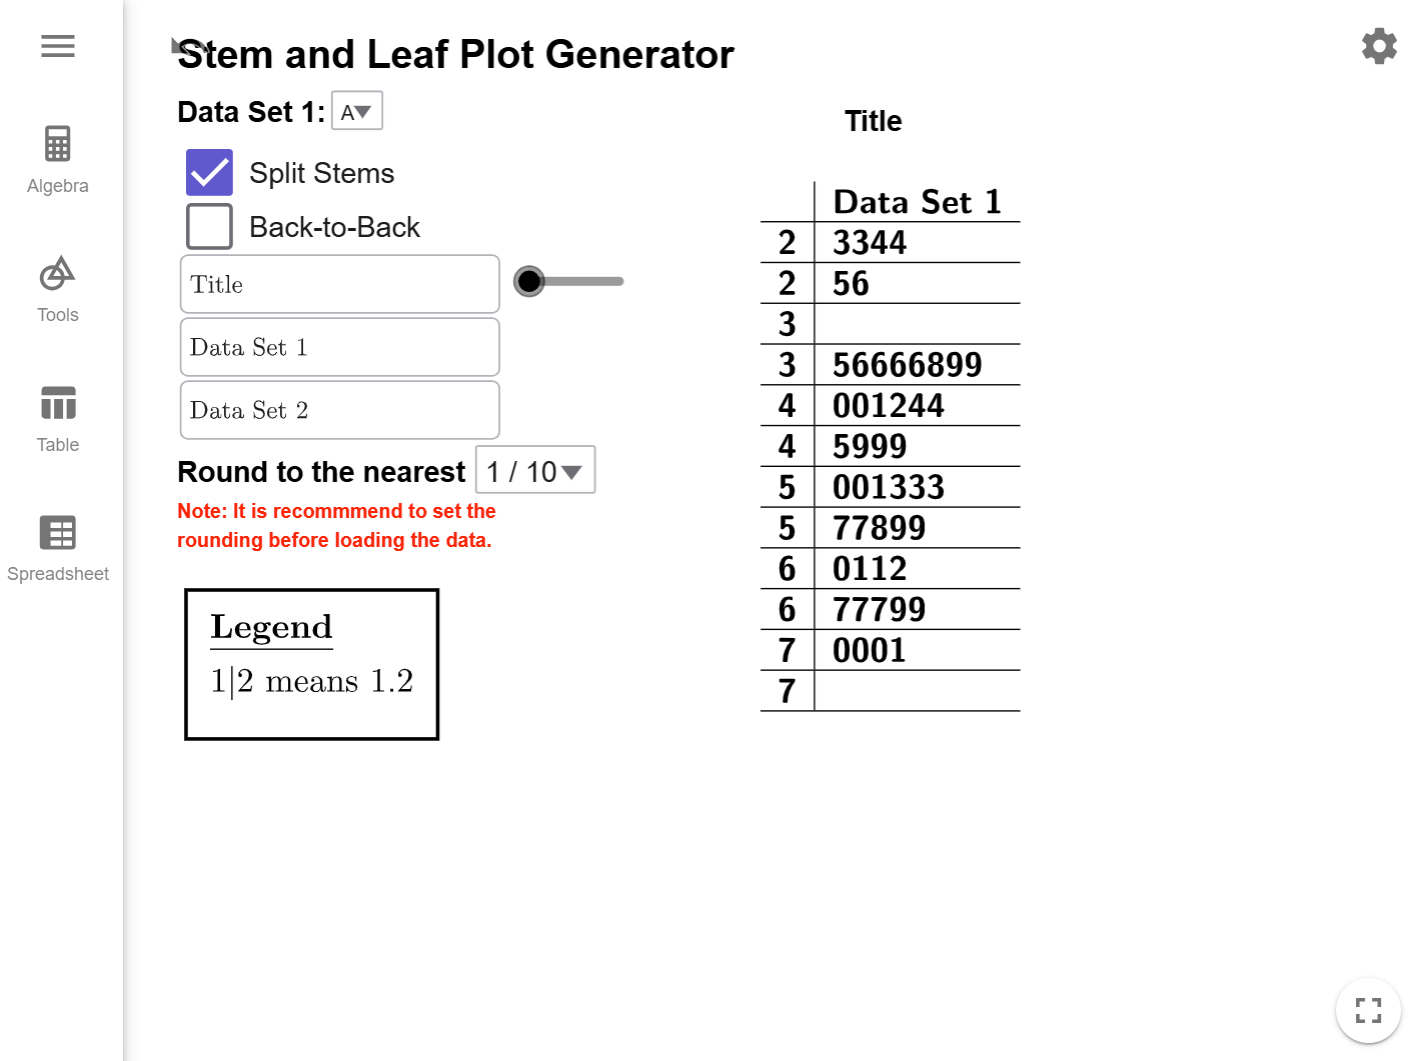 Stem and Leaf Plot Generator
Data Set 1: A
Split Stems
Back-to-Back
Title
Data Set 1
Data Set 2
Round to the nearest 1 / 10
Note: It is recommmend to set the
rounding before loading the data.
Legend
1|2 means 1.2
Title
Data Set 1
2 3344
2 56
3
3 56666899
4 001244
4 5999
5 001333
5 77899
6 0112
6 77799
7 0001
7
Algebra
Tools
Table
Spreadsheet